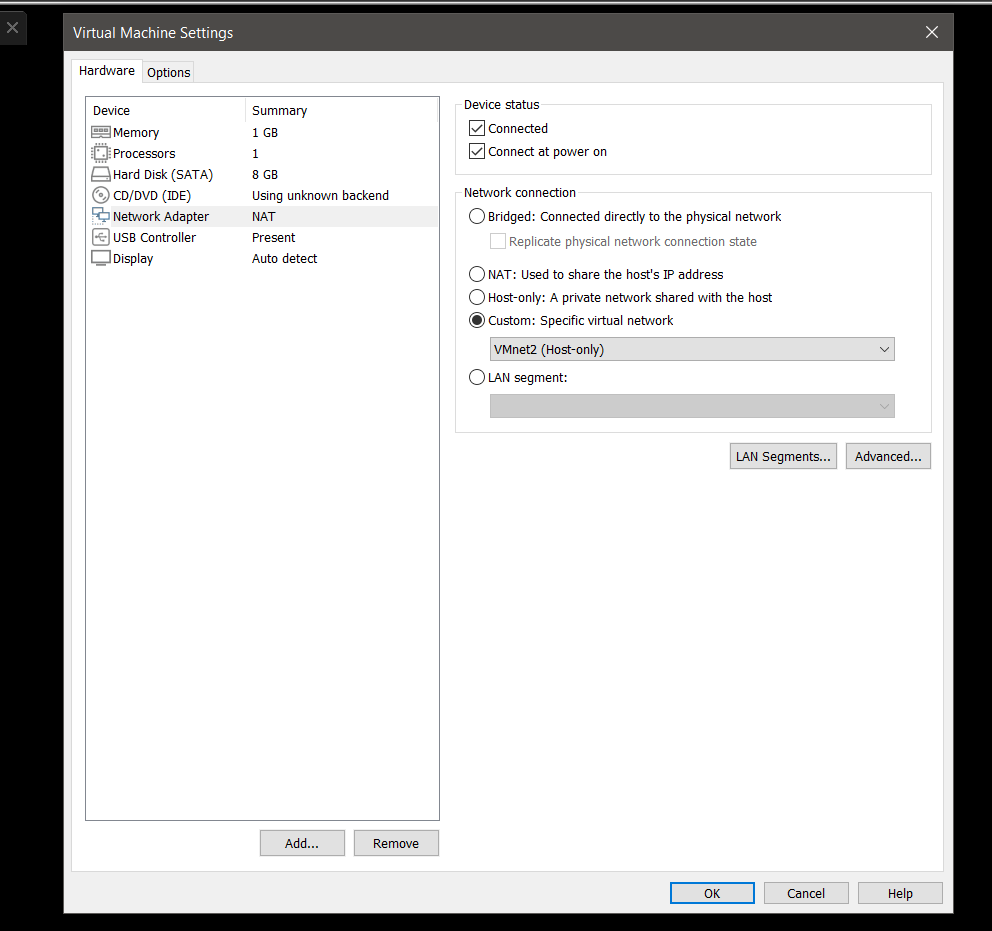 Virtual Machine Settings
Hardware
Options
Device Summary
Memory 1 GB
Processors 1
Hard Disk (SATA) 8 GB
CD/DVD (IDE) Using unknown backend
Network Adapter NAT
USB Controller Present
Display Auto detect
Add...
Remove
Device status
Connected
Connect at power on
Network connection
Bridged: Connected directly to the physical network
Replicate physical network connection state
NAT: Used to share the host's IP address
Host-only: A private network shared with the host
Custom: Specific virtual network
VMnet2 (Host-only)
LAN segment:
LAN Segments...
Advanced...
OK
Cancel
Help